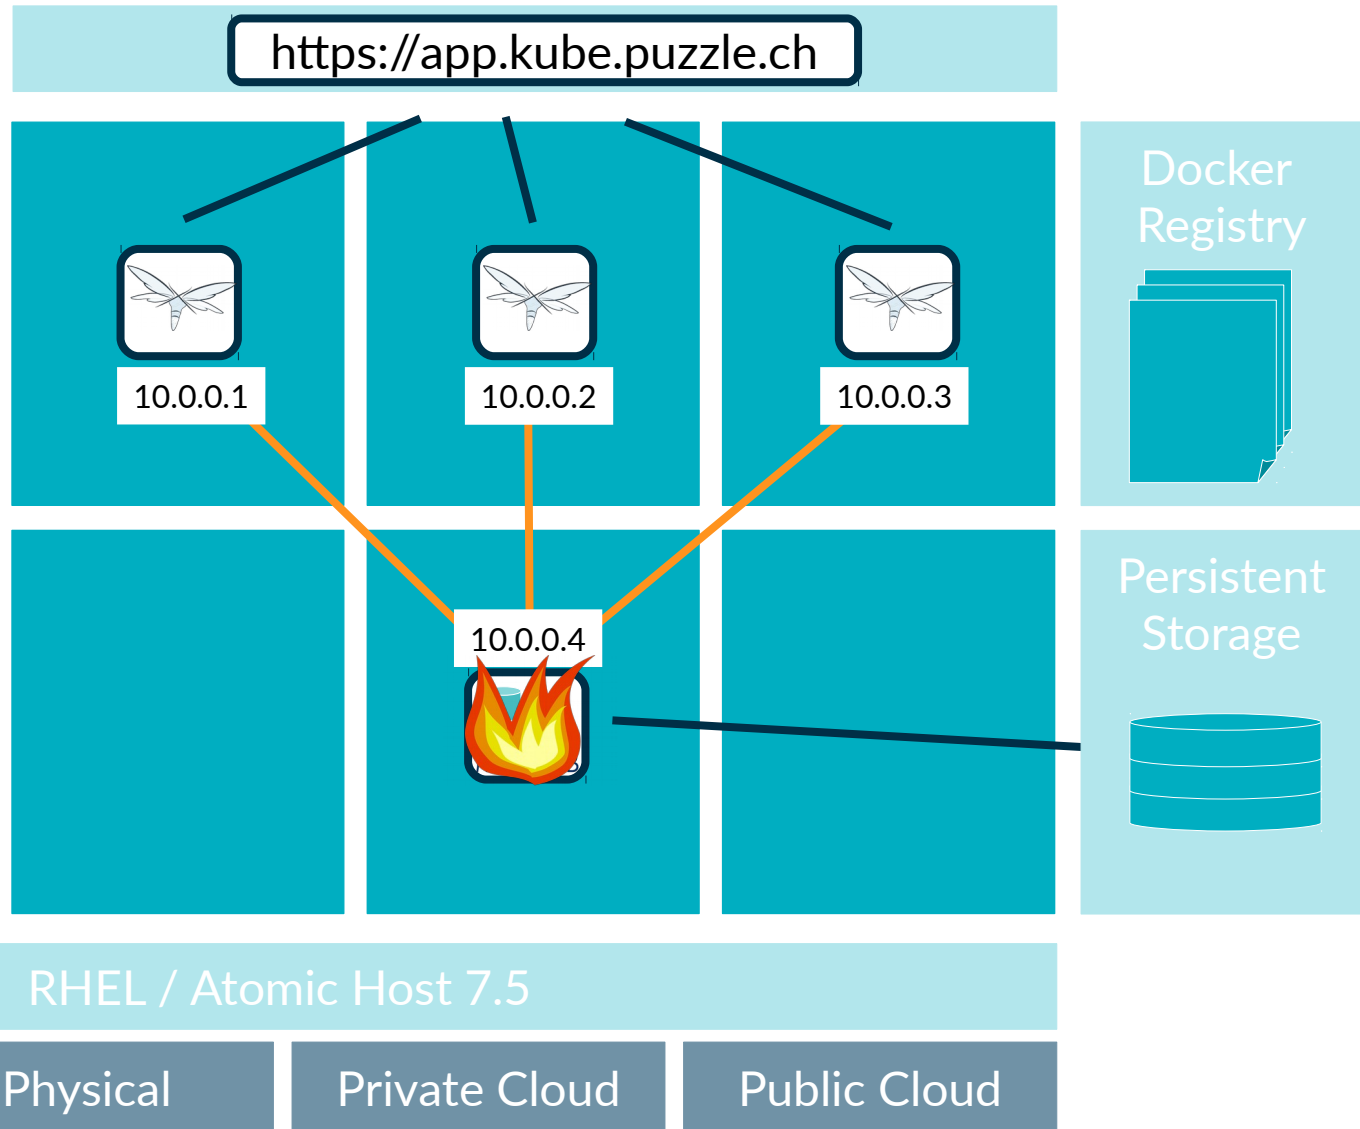 https://app.kube.puzzle.ch
Docker
Registry
10.0.0.1
10.0.0.2
10.0.0.3
Persistent
Storage
10.0.0.4
RHEL / Atomic Host 7.5
Physical
Private Cloud
Public Cloud